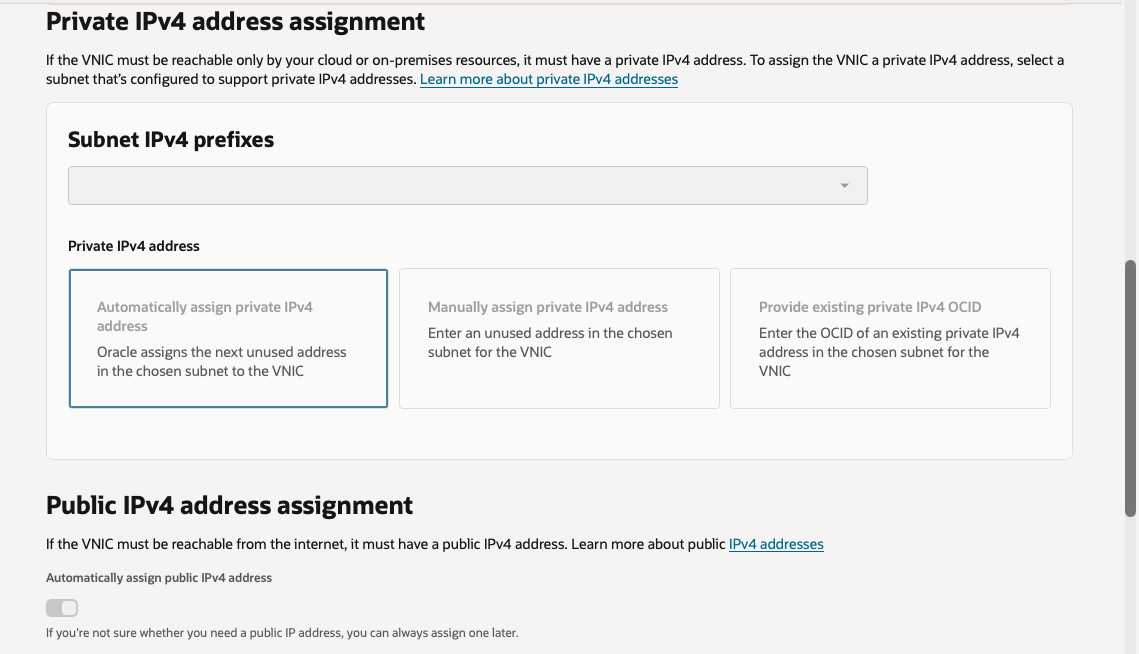 Private IPv4 address assignment
If the VNIC must be reachable only by your cloud or on-premises resources, it must have a private IPv4 address. To assign the VNIC a private IPv4 address, select a
subnet that's configured to support private IPv4 addresses. Learn more about private IPv4 addresses
Subnet IPv4 prefixes
Private IPv4 address
Automatically assign private IPv4
address
Oracle assigns the next unused address
in the chosen subnet to the VNIC
Manually assign private IPv4 address
Enter an unused address in the chosen
subnet for the VNIC
Provide existing private IPv4 OCID
Enter the OCID of an existing private IPv4
address in the chosen subnet for the
VNIC
Public IPv4 address assignment
If the VNIC must be reachable from the internet, it must have a public IPv4 address. Learn more about public IPv4 addresses
Automatically assign public IPv4 address
If you're not sure whether you need a public IP address, you can always assign one later.